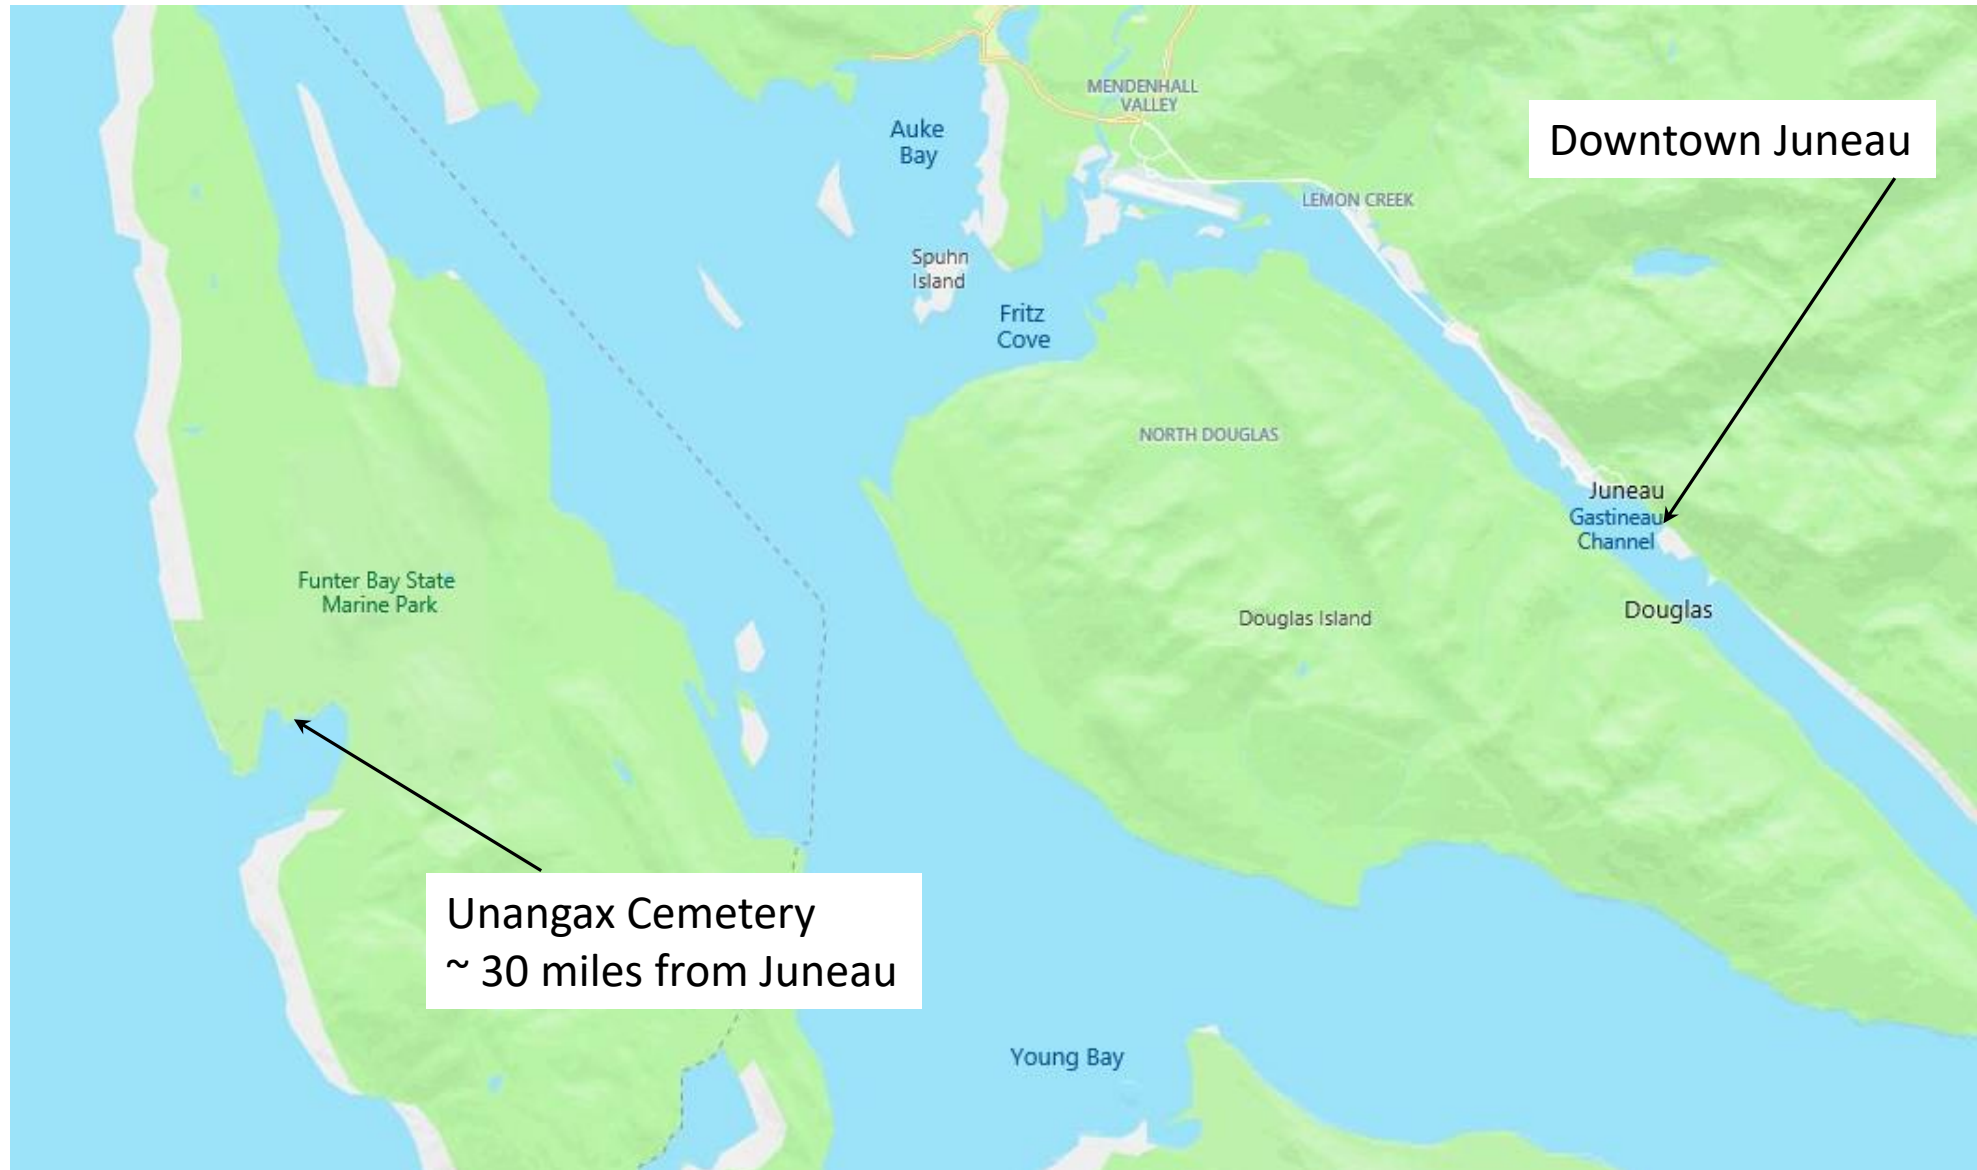 MENDENHALL
VALLEY
Auke
Bay
Downtown Juneau
LEMON CREEK
Spuhn
Island
Fritz
Cove
NORTH DOUGLAS
Juneau
Gastineau
Channel
Funter Bay State
Marine Park
Douglas Island
Douglas
Unangax Cemetery
~ 30 miles from Juneau
Young Bay